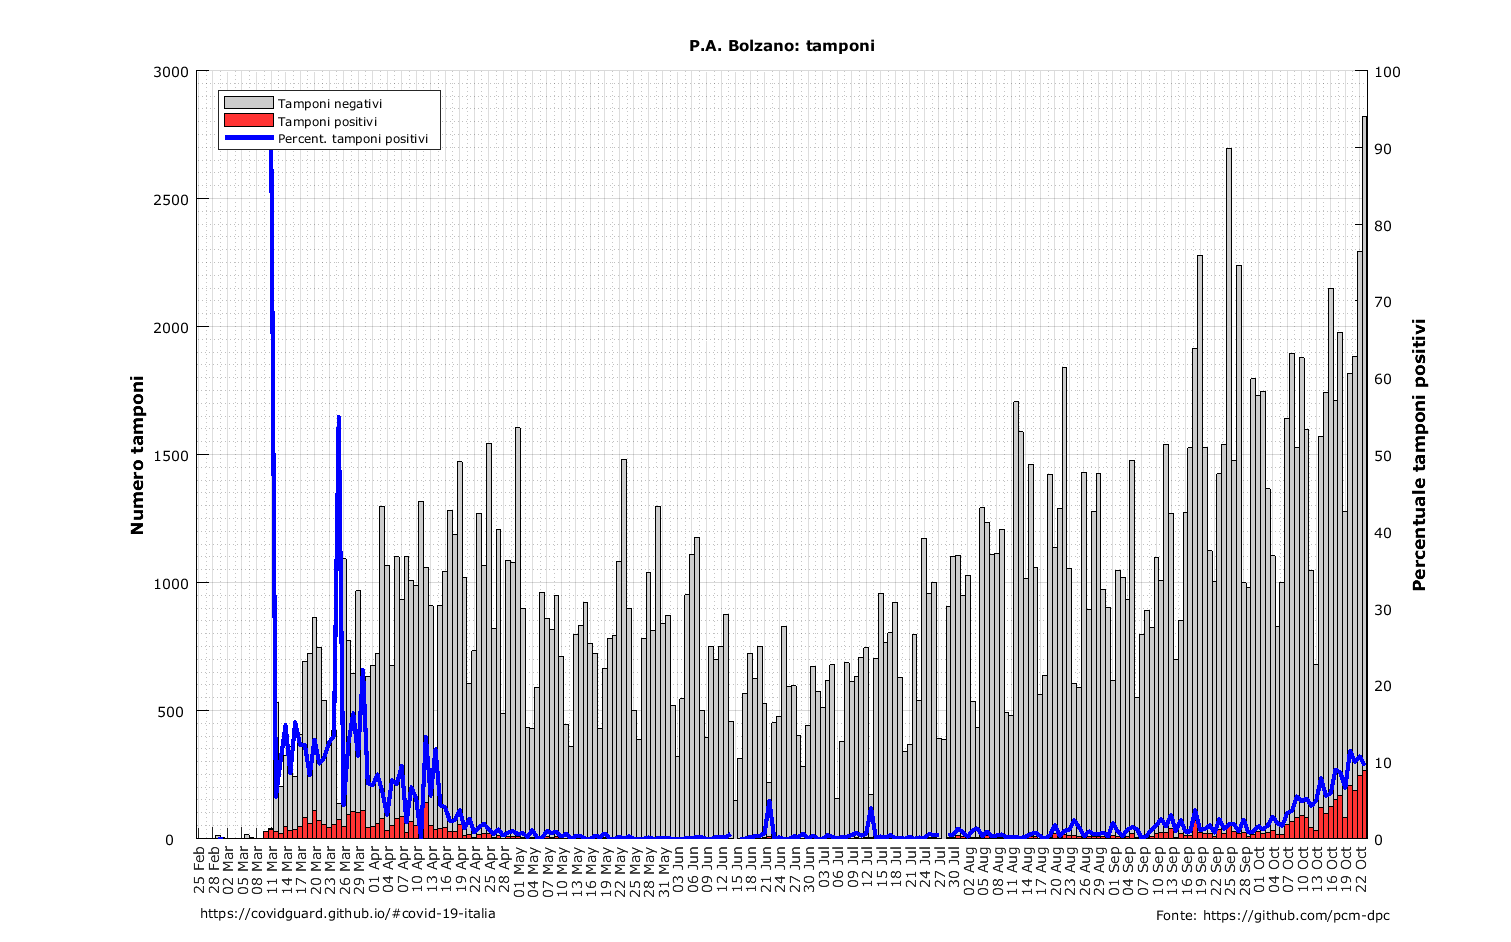 P.A. Bolzano: tamponi
Tamponi negativi
Tamponi positivi
Percent. tamponi positivi
Numero tamponi
3000
2500
2000
1500
1000
500
0
Percentuale tamponi positivi
100
90
80
70
60
50
40
30
20
10
0
25 Feb
28 Feb
02 Mar
05 Mar
08 Mar
11 Mar
14 Mar
17 Mar
20 Mar
23 Mar
26 Mar
29 Mar
01 Apr
04 Apr
07 Apr
10 Apr
13 Apr
16 Apr
19 Apr
22 Apr
25 Apr
28 Apr
01 May
04 May
07 May
10 May
13 May
16 May
19 May
22 May
25 May
28 May
31 May
03 Jun
06 Jun
09 Jun
12 Jun
15 Jun
18 Jun
21 Jun
24 Jun
27 Jun
30 Jun
03 Jul
06 Jul
09 Jul
12 Jul
15 Jul
18 Jul
21 Jul
24 Jul
27 Jul
30 Jul
02 Aug
05 Aug
08 Aug
11 Aug
14 Aug
17 Aug
20 Aug
23 Aug
26 Aug
29 Aug
01 Sep
04 Sep
07 Sep
10 Sep
13 Sep
16 Sep
19 Sep
22 Sep
25 Sep
28 Sep
01 Oct
04 Oct
07 Oct
10 Oct
13 Oct
16 Oct
19 Oct
22 Oct
https://covidguard.github.io/#covid-19-italia
Fonte: https://github.com/pcm-dpc